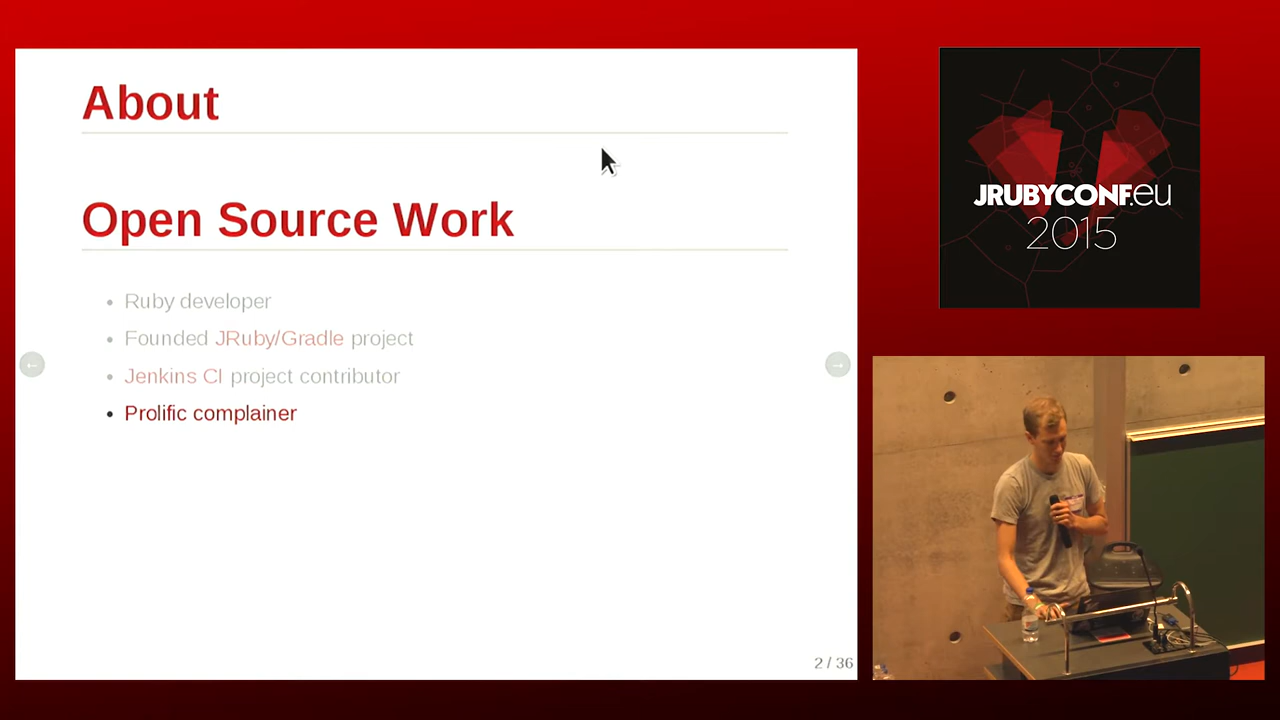 About
Open Source Work
Ruby developer
Founded JRuby/Gradle project
Jenkins CI project contributor
Prolific complainer
2 / 36
JRUBYCONF.eu
2015